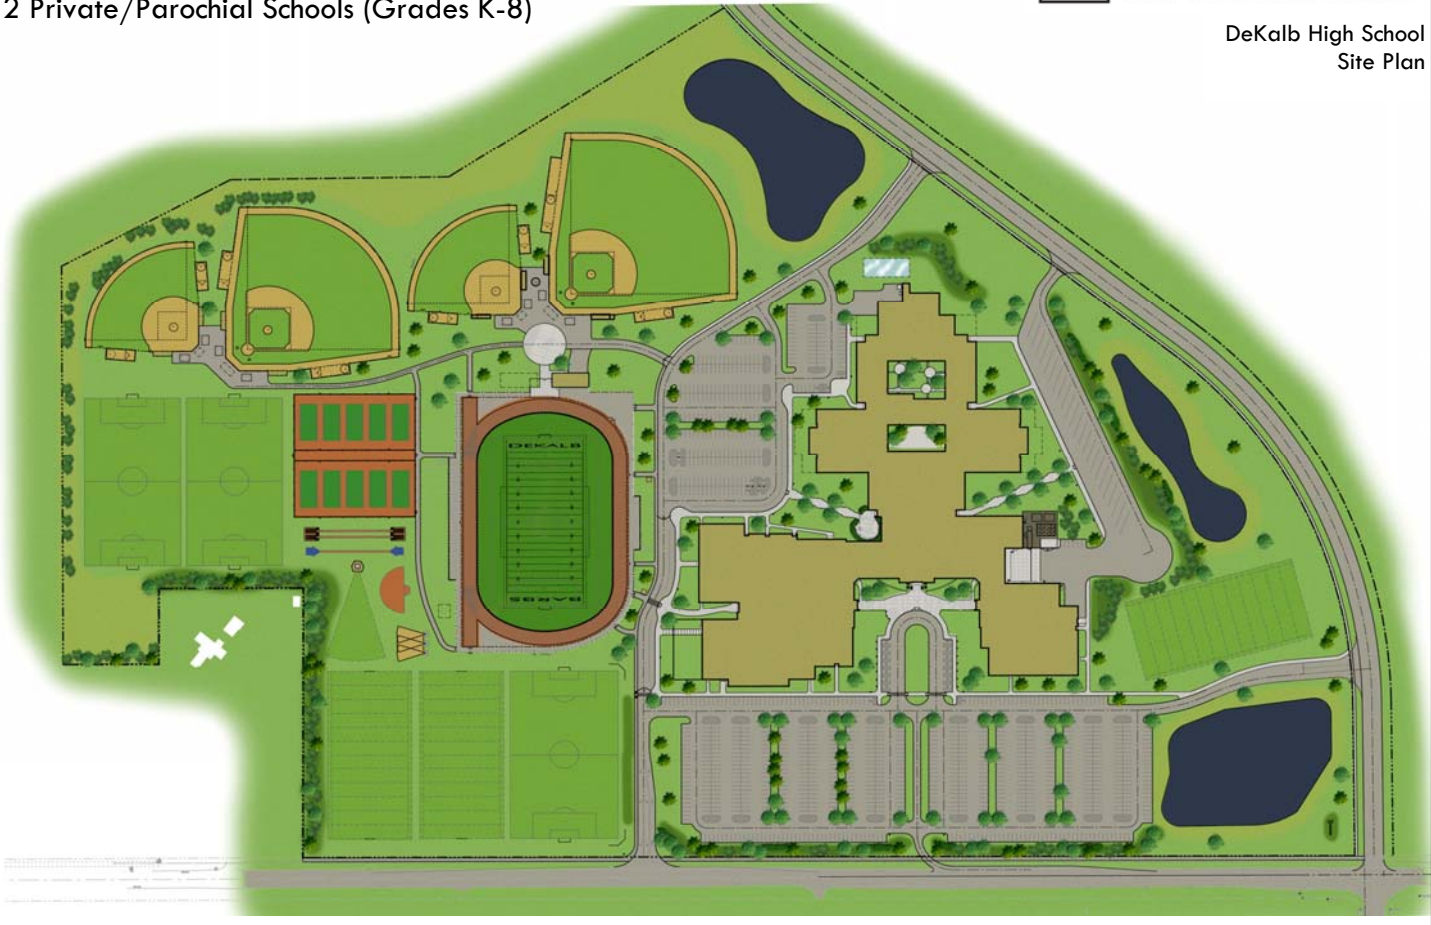 2 Private/Parochial Schools (Grades K-8)
DeKalb High School
Site Plan
DEKALB
BARBS